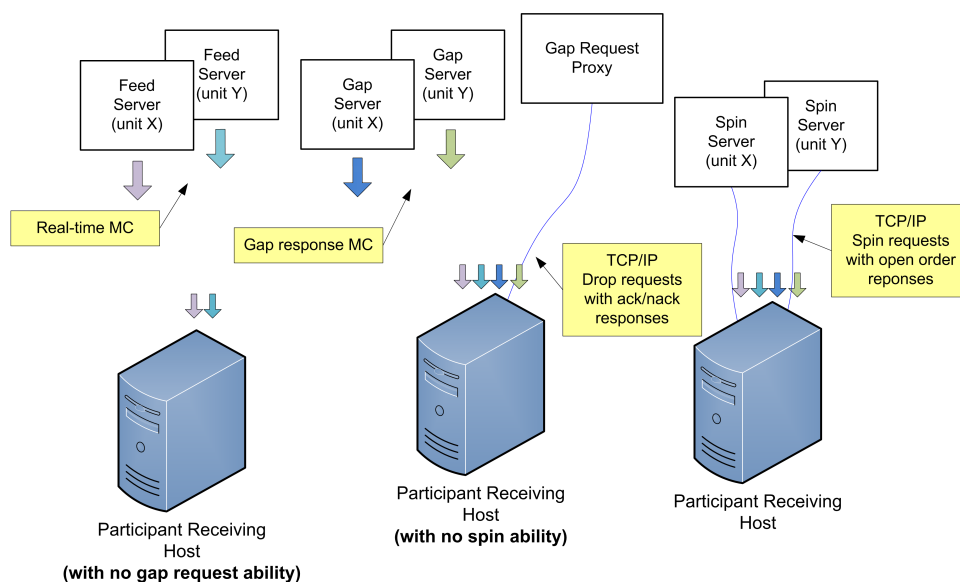 Feed
Server
(unit Y)
Feed
Server
(unit X)
Gap
Server
(unit Y)
Gap
Server
(unit X)
Gap Request
Proxy
Spin
Server
(unit X)
Spin
Server
(unit Y)
Real-time MC
Gap response MC
TCP/IP
Drop requests
with ack/nack
responses
TCP/IP
Spin requests
with open order
reponses
Participant Receiving
Host
(with no gap request ability)
Participant Receiving
Host
(with no spin ability)
Participant Receiving
Host